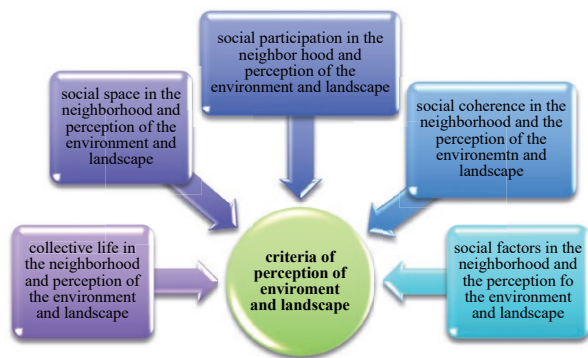 social participation in the
neighbor hood and
perception of the
environment and landscape
social space in the
neighborhood and
perception of the
environment and
landscape
social coherence in the
neighborhood and the
perception of the
environemtn and
landscape
collective life in
the neighborhood
and perception of
the environment
and landscape
criteria of
perception of
enviroment
and landscape
social factors in the
neighborhood and
the perception fo
the environment
and landscape